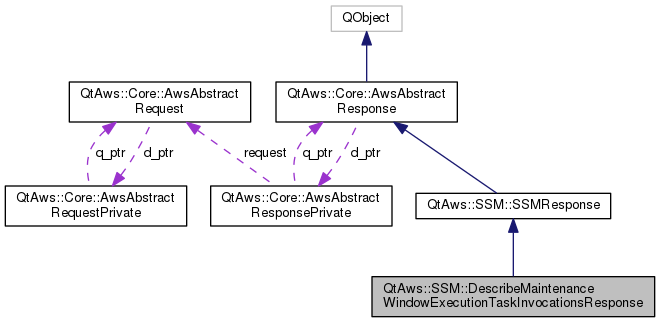 QObject
QtAws::Core::AwsAbstract
Request
QtAws::Core::AwsAbstract
Response
q_ptr
d_ptr
request
q_ptr
d_ptr
QtAws::Core::AwsAbstract
RequestPrivate
QtAws::Core::AwsAbstract
ResponsePrivate
QtAws::SSM::SSMResponse
QtAws::SSM::DescribeMaintenance
WindowExecutionTaskInvocationsResponse